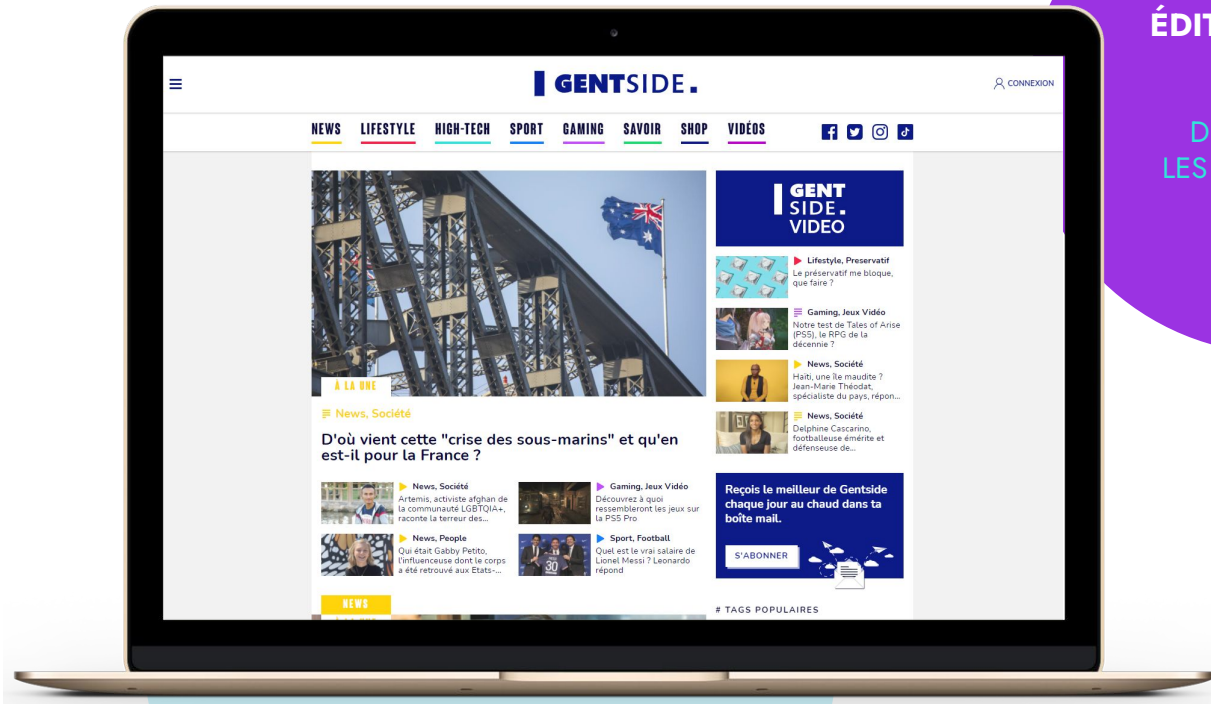 GENTSIDE.
CONNEXION
NEWS LIFESTYLE HIGH-TECH SPORT GAMING SAVOIR SHOP VIDÉOS
À LA UNE
News, Société
D'où vient cette "crise des sous-marins" et qu'en
est-il pour la France ?
News, Société
Artemis, activiste afghan de
la communauté LGBTQIA+,
raconte la terreur des...
Gaming, Jeux Vidéo
Découvrez à quoi
ressembleront les jeux sur
la PS5 Pro
News, People
Qui était Gabby Petito,
l'influenceuse dont le corps
a été retrouvé aux Etats-...
Sport, Football
Quel est le vrai salaire de
Lionel Messi ? Leonardo
répond
30
NEWS
GENT
SIDE.
VIDEO
Lifestyle, Preservatif
Le préservatif me bloque,
que faire ?
Gaming, Jeux Vidéo
Notre test de Tales of Arise
(PS5), le RPG de la
décennie ?
News, Société
Haïti, une île maudite ?
Jean-Marie Théodat,
spécialiste du pays, répon...
News, Société
Delphine Cascarino,
footballeuse émérite et
défenseuse de...
Reçois le meilleur de Gentside
chaque jour au chaud dans ta
boîte mail.
S'ABONNER
# TAGS POPULAIRES
ÉDIT
D
LES